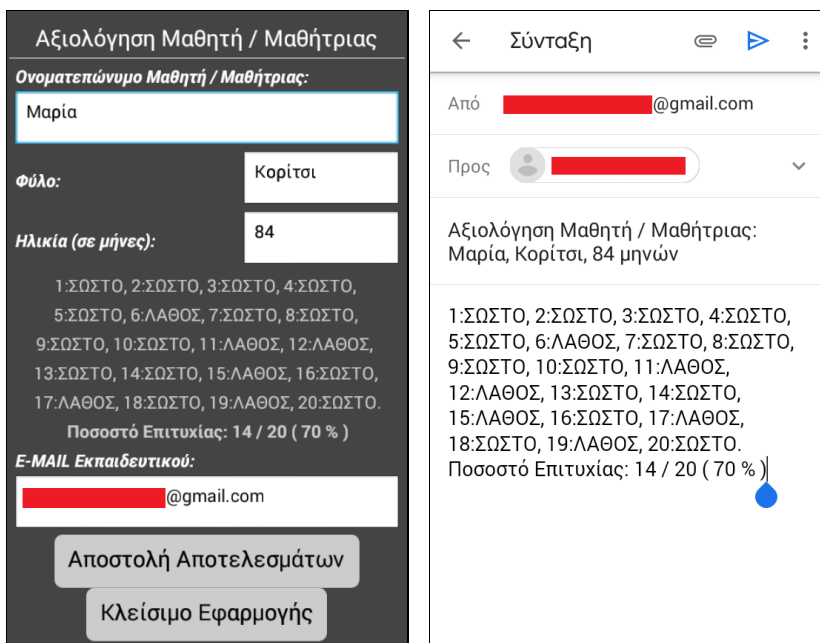 Αξιολόγηση Μαθητή / Μαθήτριας
Ονοματεπώνυμο Μαθητή / Μαθήτριας:
Μαρία
Φύλο:
Κορίτσι
Ηλικία (σε μήνες):
84
1:ΣΩΣΤΟ, 2:ΣΩΣΤΟ, 3:ΣΩΣΤΟ, 4:ΣΩΣΤΟ,
5:ΣΩΣΤΟ, 6:ΛΑΘΟΣ, 7:ΣΩΣΤΟ, 8:ΣΩΣΤΟ,
9:ΣΩΣΤΟ, 10:ΣΩΣΤΟ, 11:ΛΑΘΟΣ, 12:ΛΑΘΟΣ,
13:ΣΩΣΤΟ, 14:ΣΩΣΤΟ, 15:ΛΑΘΟΣ, 16:ΣΩΣΤΟ,
17:ΛΑΘΟΣ, 18:ΣΩΣΤΟ, 19:ΛΑΘΟΣ, 20:ΣΩΣΤΟ.
Ποσοστό Επιτυχίας: 14 / 20 ( 70 % )
E-MAIL Εκπαιδευτικού:
@gmail.com
Αποστολή Αποτελεσμάτων
Κλείσιμο Εφαρμογής
Σύνταξη
Από @gmail.com
Προς
Αξιολόγηση Μαθητή / Μαθήτριας:
Μαρία, Κορίτσι, 84 μηνών
1:ΣΩΣΤΟ, 2:ΣΩΣΤΟ, 3:ΣΩΣΤΟ, 4:ΣΩΣΤΟ,
5:ΣΩΣΤΟ, 6:ΛΑΘΟΣ, 7:ΣΩΣΤΟ, 8:ΣΩΣΤΟ,
9:ΣΩΣΤΟ, 10:ΣΩΣΤΟ, 11:ΛΑΘΟΣ,
12:ΛΑΘΟΣ, 13:ΣΩΣΤΟ, 14:ΣΩΣΤΟ,
15:ΛΑΘΟΣ, 16:ΣΩΣΤΟ, 17:ΛΑΘΟΣ,
18:ΣΩΣΤΟ, 19:ΛΑΘΟΣ, 20:ΣΩΣΤΟ.
Ποσοστό Επιτυχίας: 14 / 20 ( 70 % )